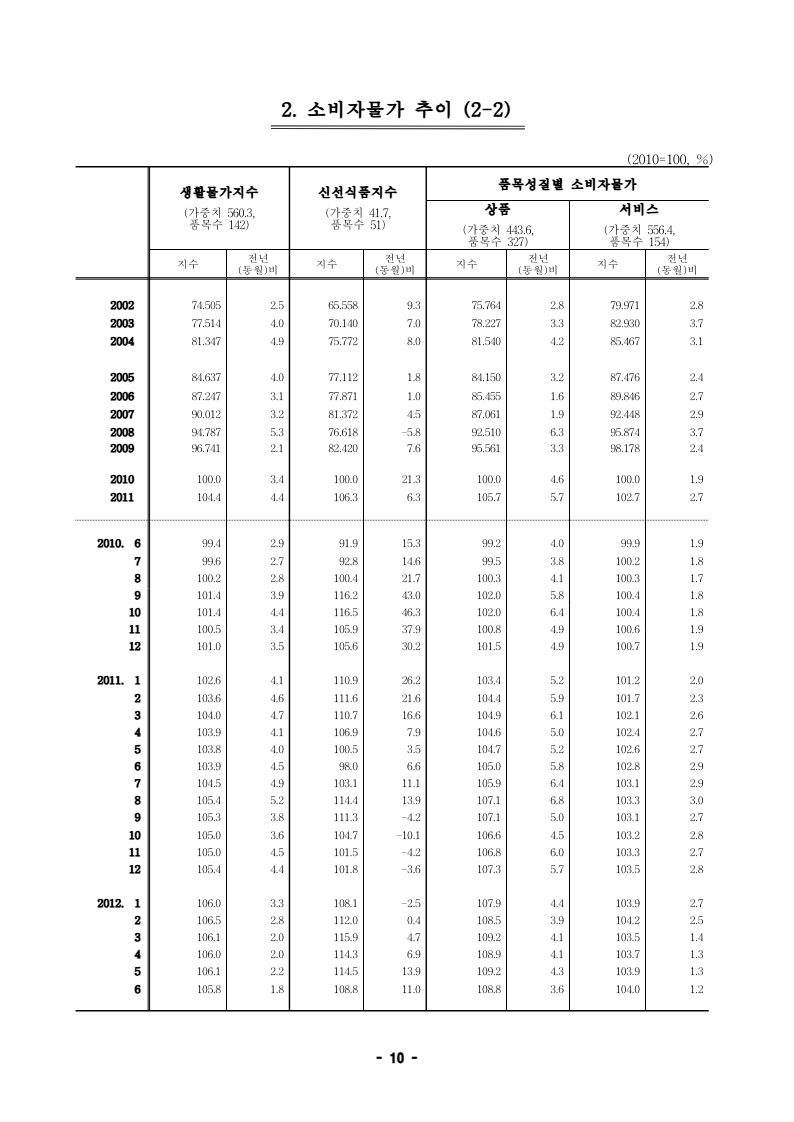 2. 소비자물가 추이 (2-2)
(2010=100, %)
생활물가지수 신선식품지수 품목성질별 소비자물가
(가중치 560.3, 품목수 142) (가중치 41.7, 품목수 51) 상품 서비스
(가중치 443.6, 품목수 327) (가중치 556.4, 품목수 154)
지수 전년(동월)비 지수 전년(동월)비 지수 전년(동월)비 지수 전년(동월)비
2002 74.505 2.5 65.558 9.3 75.764 2.8 79.971 2.8
2003 77.514 4.0 70.140 7.0 78.227 3.3 82.930 3.7
2004 81.347 4.9 75.772 8.0 81.540 4.2 85.467 3.1
2005 84.637 4.0 77.112 1.8 84.150 3.2 87.476 2.4
2006 87.247 3.1 77.871 1.0 85.455 1.6 89.846 2.7
2007 90.012 3.2 81.372 4.5 87.061 1.9 92.448 2.9
2008 94.787 5.3 76.618 -5.8 92.510 6.3 95.874 3.7
2009 96.741 2.1 82.420 7.6 95.561 3.3 98.178 2.4
2010 100.0 3.4 100.0 21.3 100.0 4.6 100.0 1.9
2011 104.4 4.4 106.3 6.3 105.7 5.7 102.7 2.7
2010. 6 99.4 2.9 91.9 15.3 99.2 4.0 99.9 1.9
7 99.6 2.7 92.8 14.6 99.5 3.8 100.2 1.8
8 100.2 2.8 100.4 21.7 100.3 4.1 100.3 1.7
9 101.4 3.9 116.2 43.0 102.0 5.8 100.4 1.8
10 101.4 4.4 116.5 46.3 102.0 6.4 100.4 1.8
11 100.5 3.4 105.9 37.9 100.8 4.9 100.6 1.9
12 101.0 3.5 105.6 30.2 101.5 4.9 100.7 1.9
2011. 1 102.6 4.1 110.9 26.2 103.4 5.2 101.2 2.0
2 103.6 4.6 111.6 21.6 104.4 5.9 101.7 2.3
3 104.0 4.7 110.7 16.6 104.9 6.1 102.1 2.6
4 103.9 4.1 106.9 7.9 104.6 5.0 102.4 2.7
5 103.8 4.0 100.5 3.5 104.7 5.2 102.6 2.7
6 103.9 4.5 98.0 6.6 105.0 5.8 102.8 2.9
7 104.5 4.9 103.1 11.1 105.9 6.4 103.1 2.9
8 105.4 5.2 114.4 13.9 107.1 6.8 103.3 3.0
9 105.3 3.8 111.3 -4.2 107.1 5.0 103.1 2.7
10 105.0 3.6 104.7 -10.1 106.6 4.5 103.2 2.8
11 105.0 4.5 101.5 -4.2 106.8 6.0 103.3 2.7
12 105.4 4.4 101.8 -3.6 107.3 5.7 103.5 2.8
2012. 1 106.0 3.3 108.1 -2.5 107.9 4.4 103.9 2.7
2 106.5 2.8 112.0 0.4 108.5 3.9 104.2 2.5
3 106.1 2.0 115.9 4.7 109.2 4.1 103.5 1.4
4 106.0 2.0 114.3 6.9 108.9 4.1 103.7 1.3
5 106.1 2.2 114.5 13.9 109.2 4.3 103.9 1.3
6 105.8 1.8 108.8 11.0 108.8 3.6 104.0 1.2
- 10 -